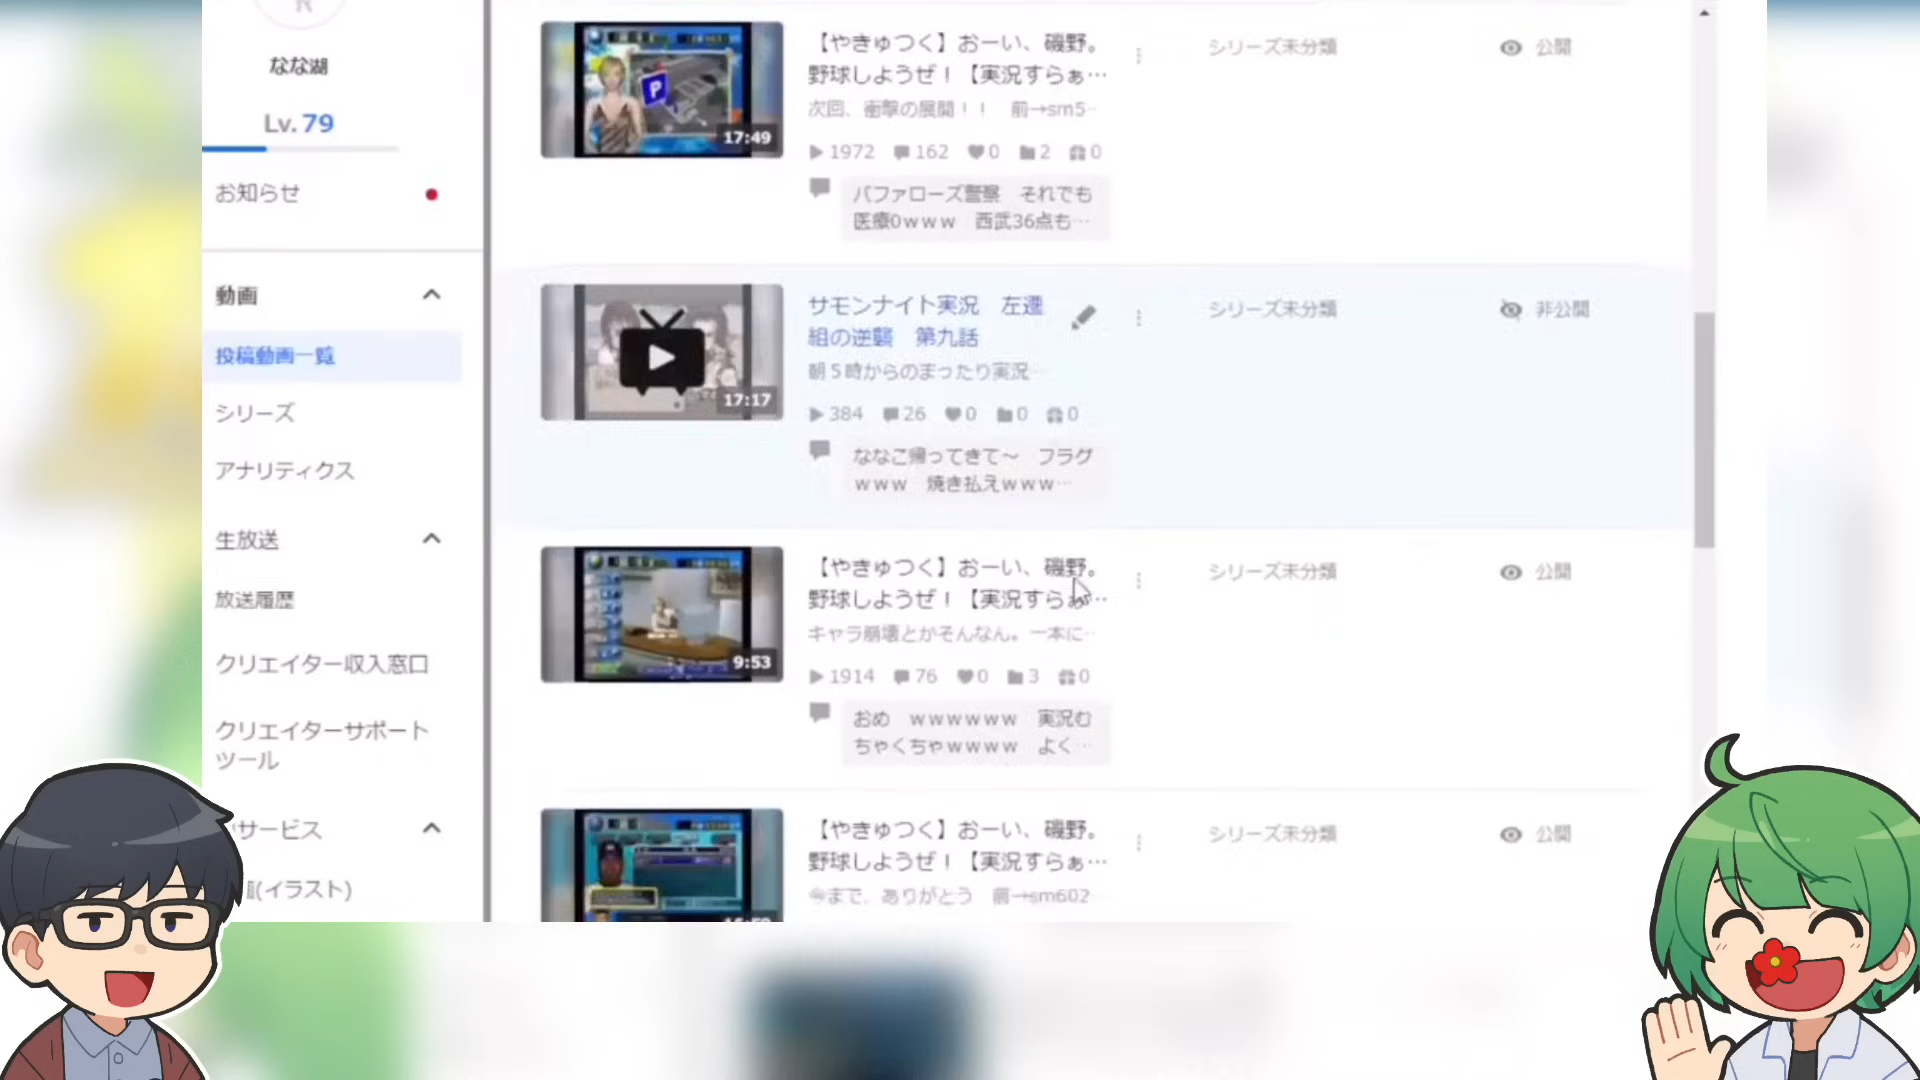 なな湖
Lv.79
お知らせ
動画
投稿動画一覧
シリーズ
アナリティクス
生放送
放送履歴
クリエイター収入窓口
クリエイターサポート
ツール
サービス
(イラスト)
17:49
【やきゅつく】おーい、磯野。
野球しようぜ！【実況すらぁ…
次回、衝撃の展開！！　前→sm5…
1972 162 0 2 0
バファローズ警察　それでも
医療0ｗｗｗ　西武36点も…
シリーズ未分類
公開
17:17
サモンナイト実況　左遷
組の逆襲　第九話
朝５時からのまったり実況…
384 26 0 0 0
ななこ帰ってきて～　フラグ
ｗｗｗ　焼き払えｗｗｗ…
シリーズ未分類
非公開
9:53
【やきゅつく】おーい、磯野。
野球しようぜ！【実況すらぁ…
キャラ崩壊とかそんなん。一本に…
1914 76 0 3 0
おめ　ｗｗｗｗｗｗ　実況む
ちゃくちゃｗｗｗｗ　よく…
シリーズ未分類
公開
【やきゅつく】おーい、磯野。
野球しようぜ！【実況すらぁ…
今まで、ありがとう　前→sm602…
シリーズ未分類
公開